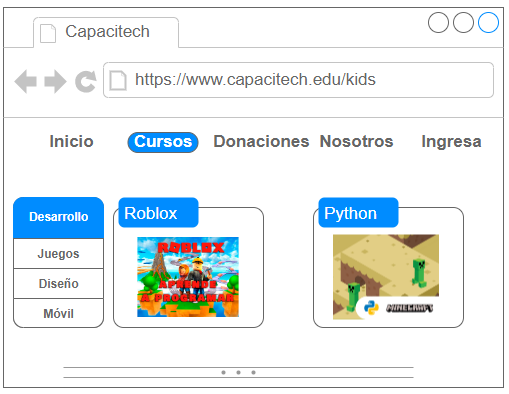 Capacitech
https://www.capacitech.edu/kids
Inicio Cursos Donaciones Nosotros Ingresa
Desarrollo
Juegos
Diseño
Móvil
Roblox
ROBLOX
APRENDE
A PROGRAMAR
Python
MINECRAFT